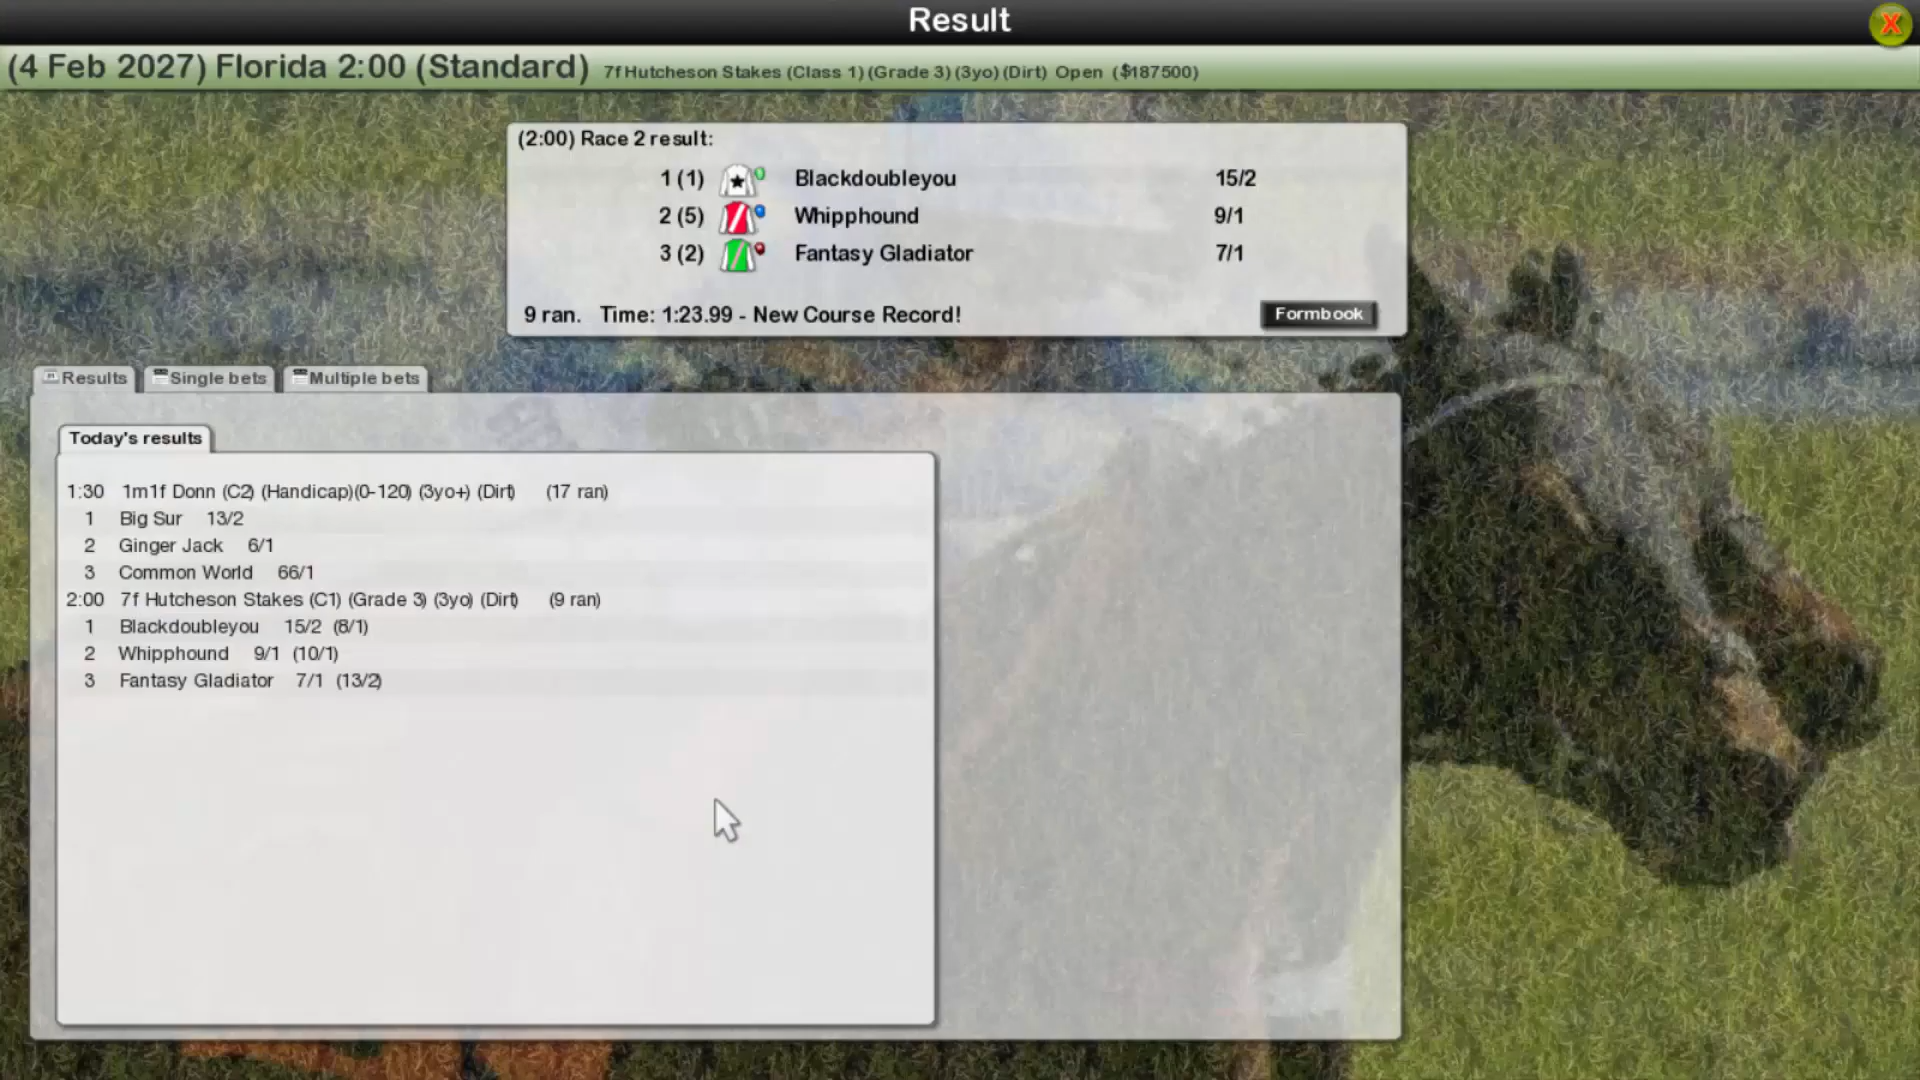 Result
X
(4 Feb 2027) Florida 2:00 (Standard) 7f Hutcheson Stakes (Class 1) (Grade 3) (3yo) (Dirt) Open ($187500)
(2:00) Race 2 result:
1 (1) Blackdoubleyou 15/2
2 (5) Whipphound 9/1
3 (2) Fantasy Gladiator 7/1
9 ran. Time: 1:23.99 - New Course Record! Formbook
Results Single bets Multiple bets
Today's results
1:30 1m1f Donn (C2) (Handicap)(0-120) (3yo+) (Dirt) (17 ran)
1 Big Sur 13/2
2 Ginger Jack 6/1
3 Common World 66/1
2:00 7f Hutcheson Stakes (C1) (Grade 3) (3yo) (Dirt) (9 ran)
1 Blackdoubleyou 15/2 (8/1)
2 Whipphound 9/1 (10/1)
3 Fantasy Gladiator 7/1 (13/2)